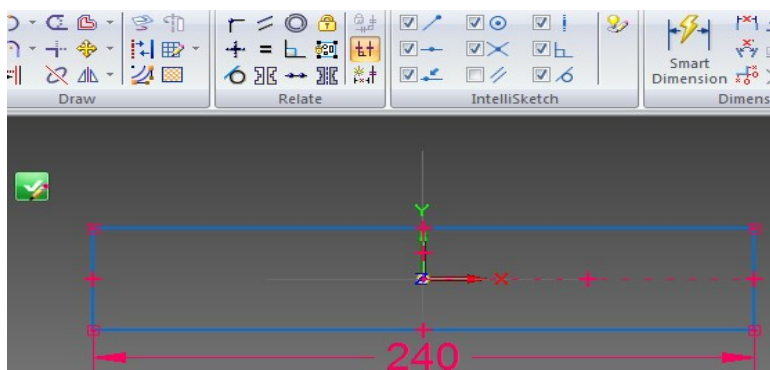 Smart
Dimension
Draw
Relate
IntelliSketch
Dimens
Y
X
240